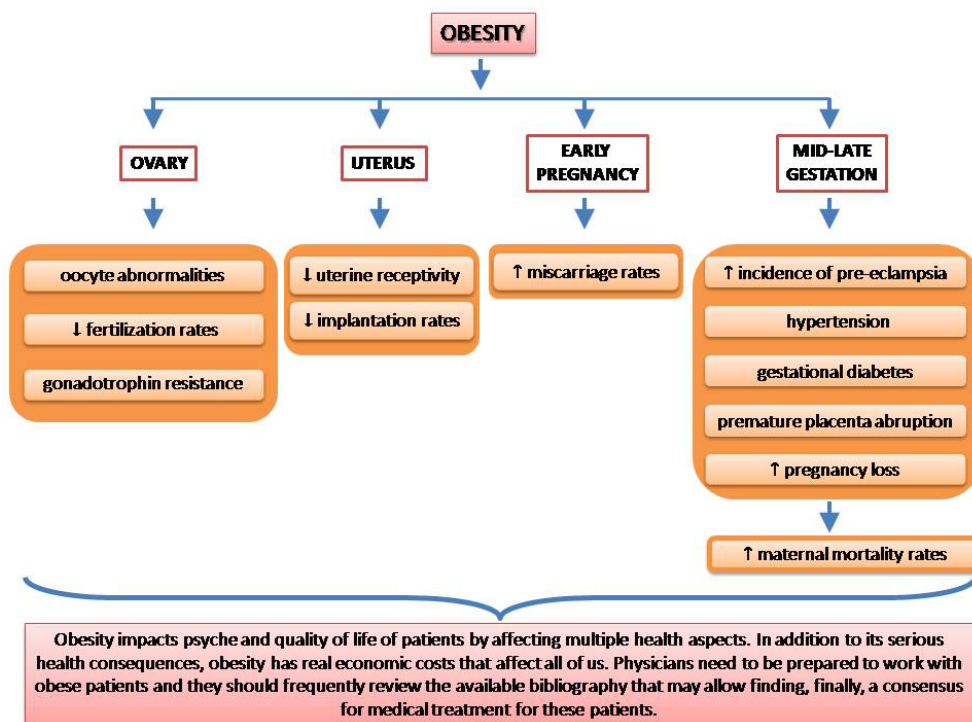 OBESITY
OVARY
UTERUS
EARLY
PREGNANCY
MID-LATE
GESTATION
oocyte abnormalities
↓ fertilization rates
gonadotrophin resistance
↓ uterine receptivity
↓ implantation rates
↑ miscarriage rates
↑ incidence of pre-eclampsia
hypertension
gestational diabetes
premature placenta abruption
↑ pregnancy loss
↑ maternal mortality rates
Obesity impacts psyche and quality of life of patients by affecting multiple health aspects. In addition to its serious
health consequences, obesity has real economic costs that affect all of us. Physicians need to be prepared to work with
obese patients and they should frequently review the available bibliography that may allow finding, finally, a consensus
for medical treatment for these patients.